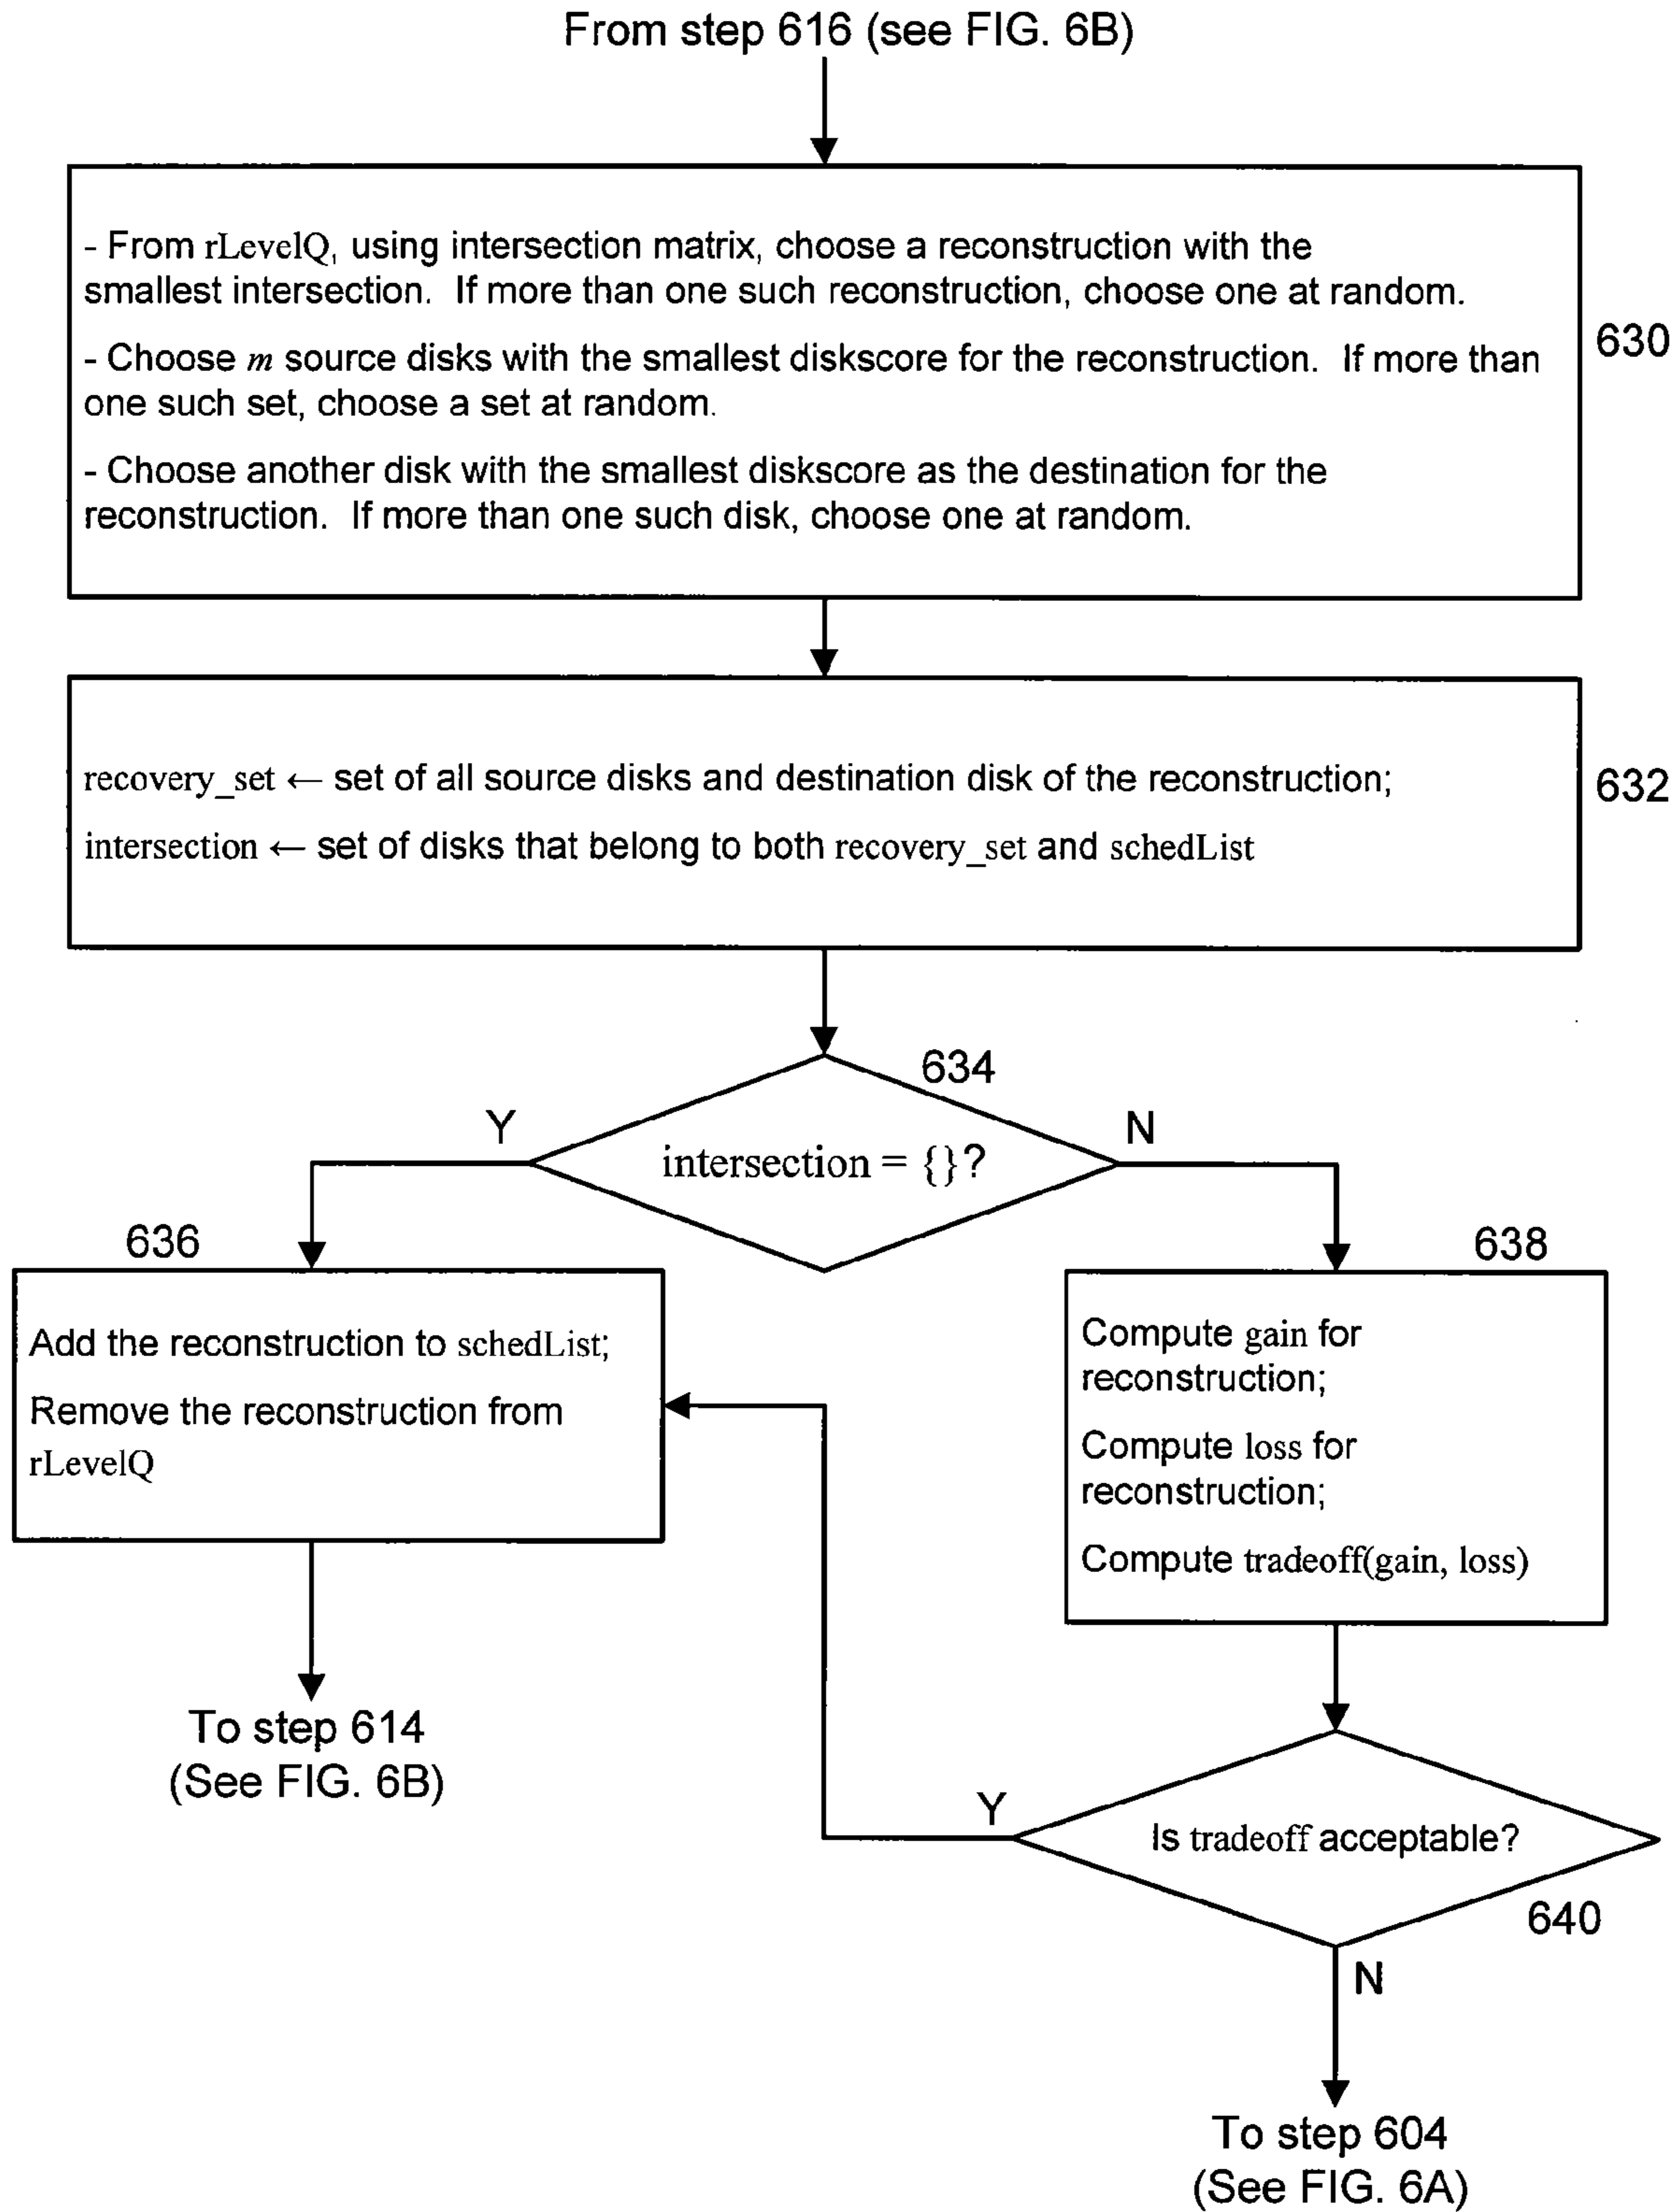 From step 616 (see FIG. 6B)
- From rLevelQ, using intersection matrix, choose a reconstruction with the
smallest intersection. If more than one such reconstruction, choose one at random.
- Choose m source disks with the smallest diskscore for the reconstruction. If more than
one such set, choose a set at random.
- Choose another disk with the smallest diskscore as the destination for the
reconstruction. If more than one such disk, choose one at random.
630
recovery_set ← set of all source disks and destination disk of the reconstruction;
intersection ← set of disks that belong to both recovery_set and schedList
632
634
Y
N
intersection = {}?
636
Add the reconstruction to schedList;
Remove the reconstruction from
rLevelQ
638
Compute gain for
reconstruction;
Compute loss for
reconstruction;
Compute tradeoff(gain, loss)
To step 614
(See FIG. 6B)
Y
Is tradeoff acceptable?
640
N
To step 604
(See FIG. 6A)